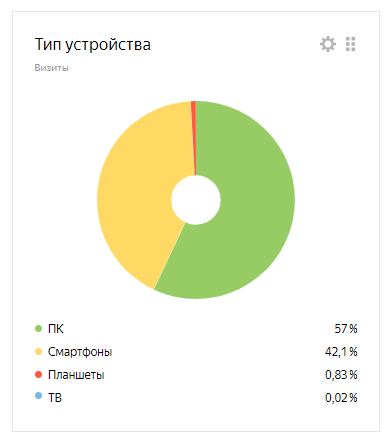 Тип устройства
Визиты
ПК 57 %
Смартфоны 42,1 %
Планшеты 0,83 %
ТВ 0,02 %